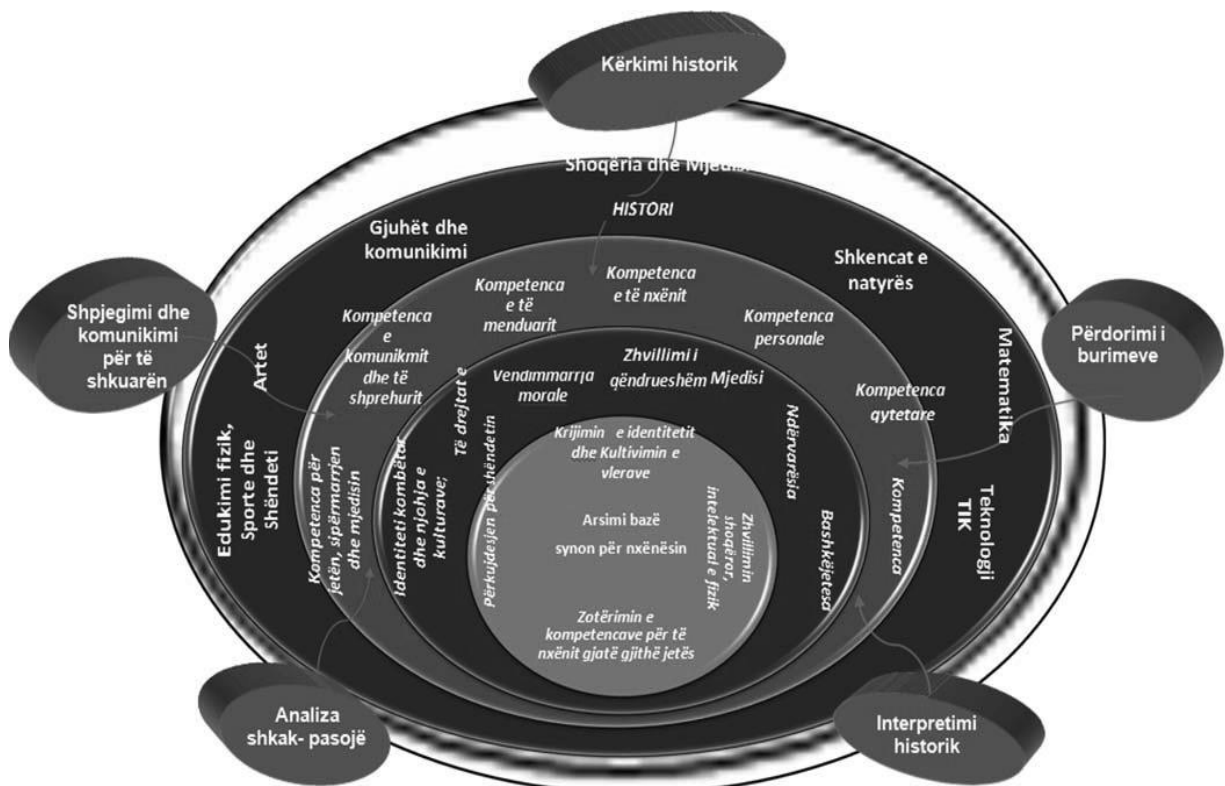 Kërkimi historik
Shoqëria dhe Mjedisi
HISTORI
Gjuhët dhe
komunikimi
Shkencat e
natyrës
Shpjegimi dhe
komunikimi
për të
shkuarën
Përdorimi i
burimeve
Artet
Matematika
Edukimi fizik,
Sporte dhe
Shëndeti
Teknologji
TIK
Kompetenca
e
komunikmit
dhe të
shprehurit
Kompetenca
e të
menduarit
Kompetenca
e të nxënit
Kompetenca
personale
Kompetenca
qytetare
Kompetenca për
jetën, sipërmarrjen
dhe mjedisin
Kompetenca
Identiteti kombëtar
dhe njohja e
kulturave;
Të drejtat e
Vendimmarrja
morale
Zhvillimi i
qëndrueshëm Mjedisi
Ndërvarësia
Bashkëjetesa
Përkujdesjen për shëndetin
Krijimin e identitetit
dhe Kultivimin e
vlerave
Arsimi bazë
synon për nxënësin
Zhvillimin
shoqëror,
intelektual e fizik
Zotërimin e
kompetencave për të
nxënit gjatë gjithë jetës
Analiza
shkak- pasojë
Interpretimi
historik